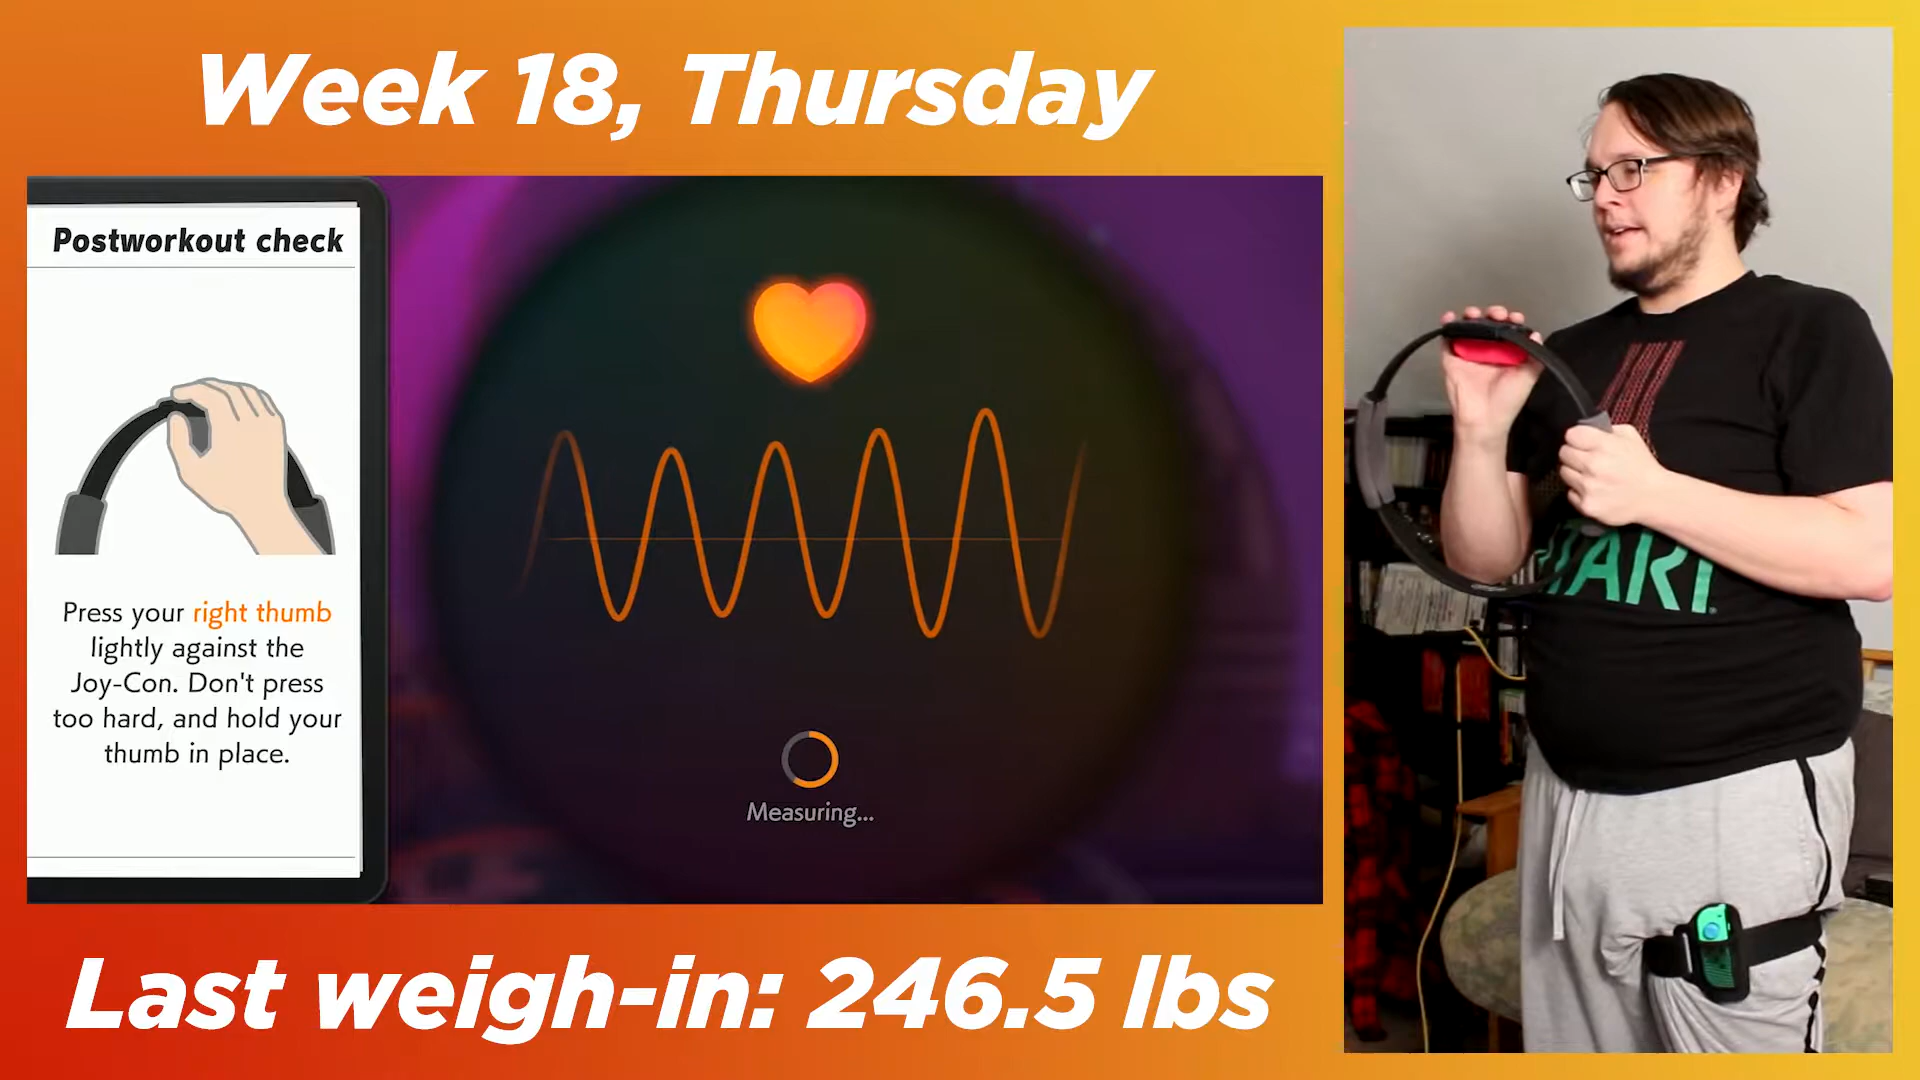 Week 18, Thursday
Postworkout check
Press your right thumb
lightly against the
Joy-Con. Don't press
too hard, and hold your
thumb in place.
Measuring...
TARI
Last weigh-in: 246.5 lbs